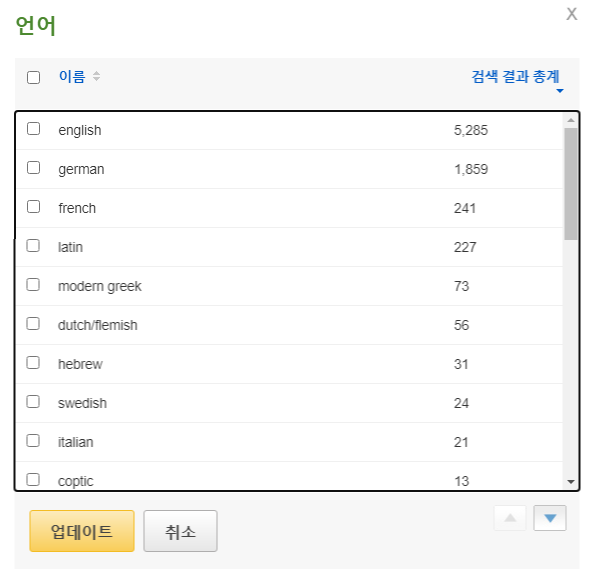 언어 X
이름 검색 결과 총계
english 5,285
german 1,859
french 241
latin 227
modern greek 73
dutch/flemish 56
hebrew 31
swedish 24
italian 21
coptic 13
업데이트 취소